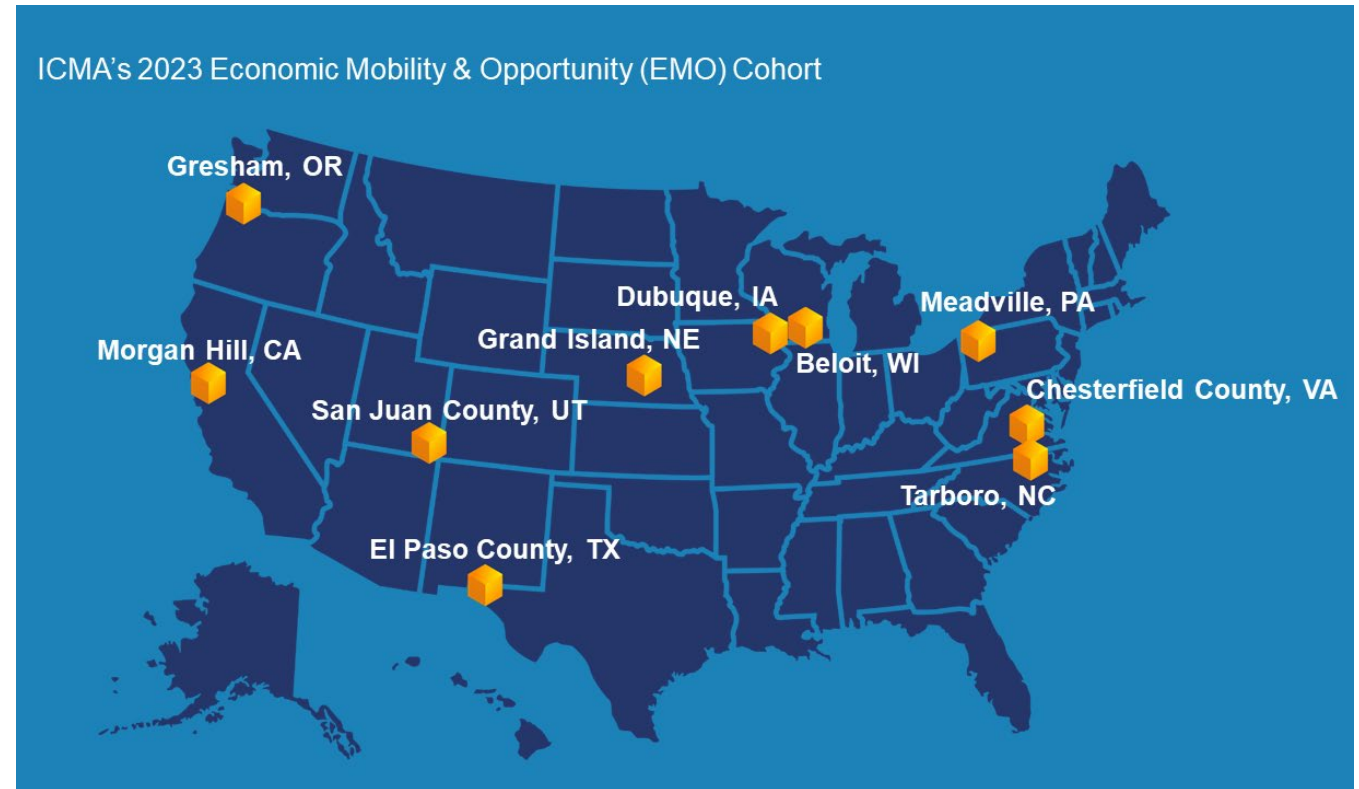 ICMA's 2023 Economic Mobility & Opportunity (EMO) Cohort
Gresham, OR
Dubuque, IA
Meadville, PA
Grand Island, NE
Morgan Hill, CA
Beloit, WI
Chesterfield County, VA
San Juan County, UT
Tarboro, NC
El Paso County, TX